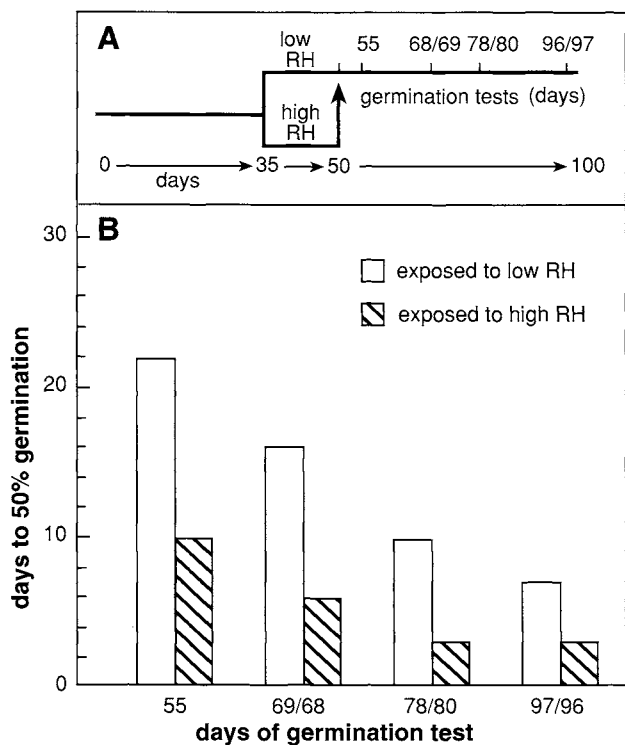 A
low RH
55 68/69 78/80 96/97
high RH
germination tests (days)
0 days 35 50 100
B
30
20
10
0
days to 50% germination
exposed to low RH
exposed to high RH
55 69/68 78/80 97/96
days of germination test